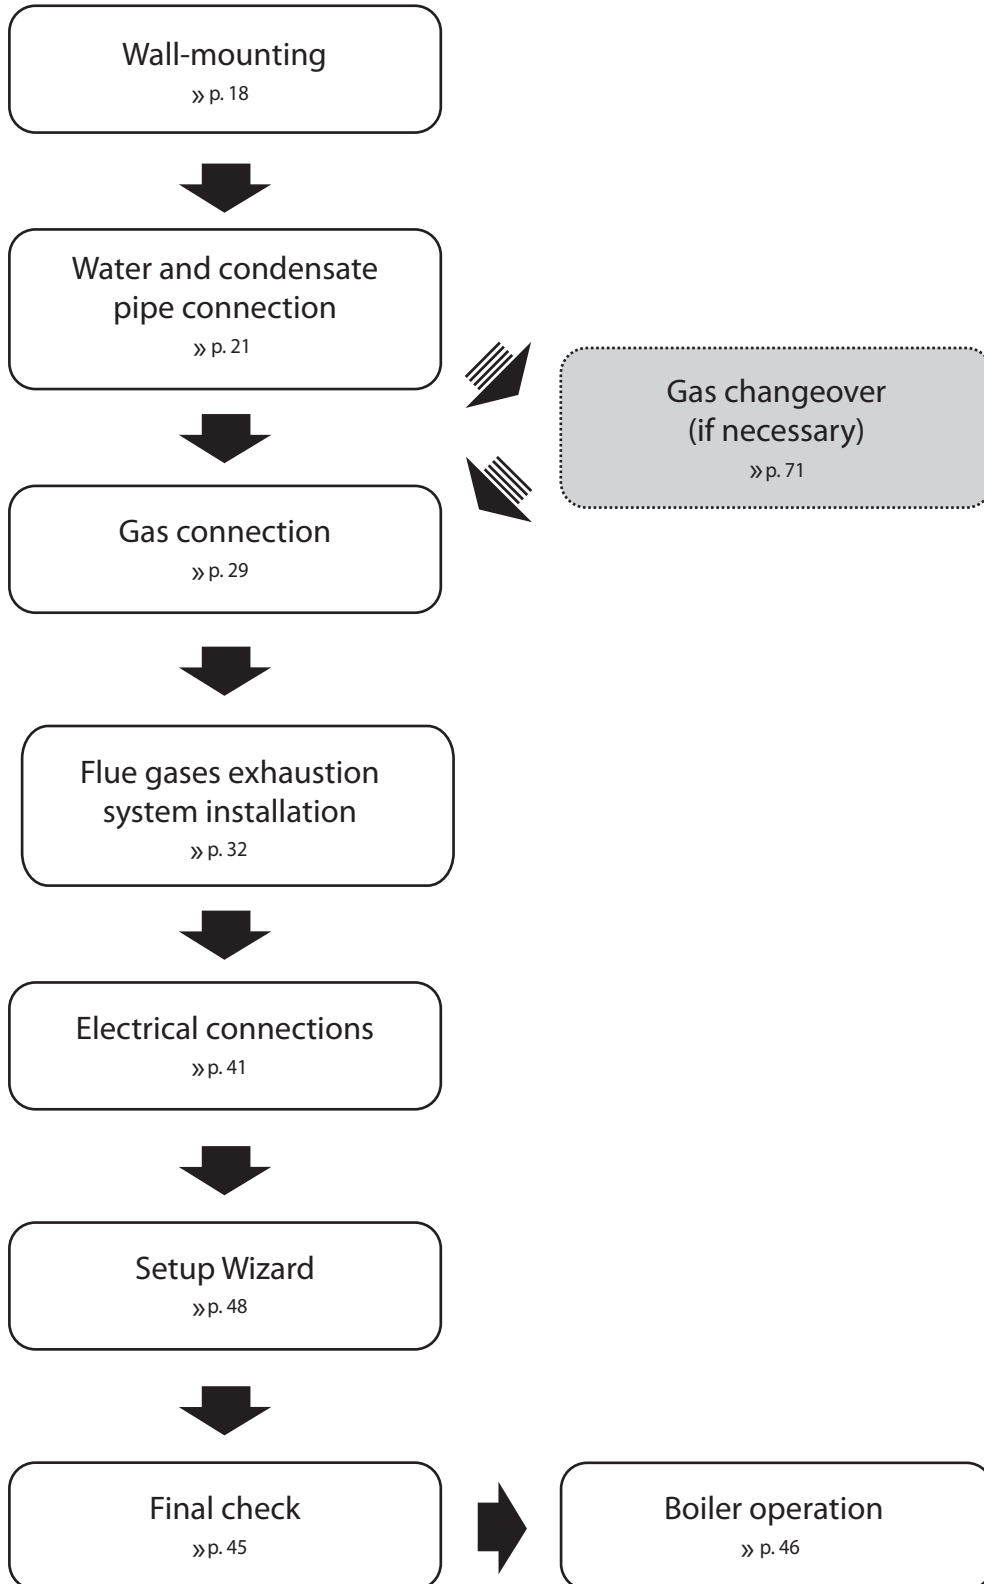 Wall-mounting
» p. 18
Water and condensate
pipe connection
» p. 21
Gas changeover
(if necessary)
» p. 71
Gas connection
» p. 29
Flue gases exhaustion
system installation
» p. 32
Electrical connections
» p. 41
Setup Wizard
» p. 48
Final check
» p. 45
Boiler operation
» p. 46